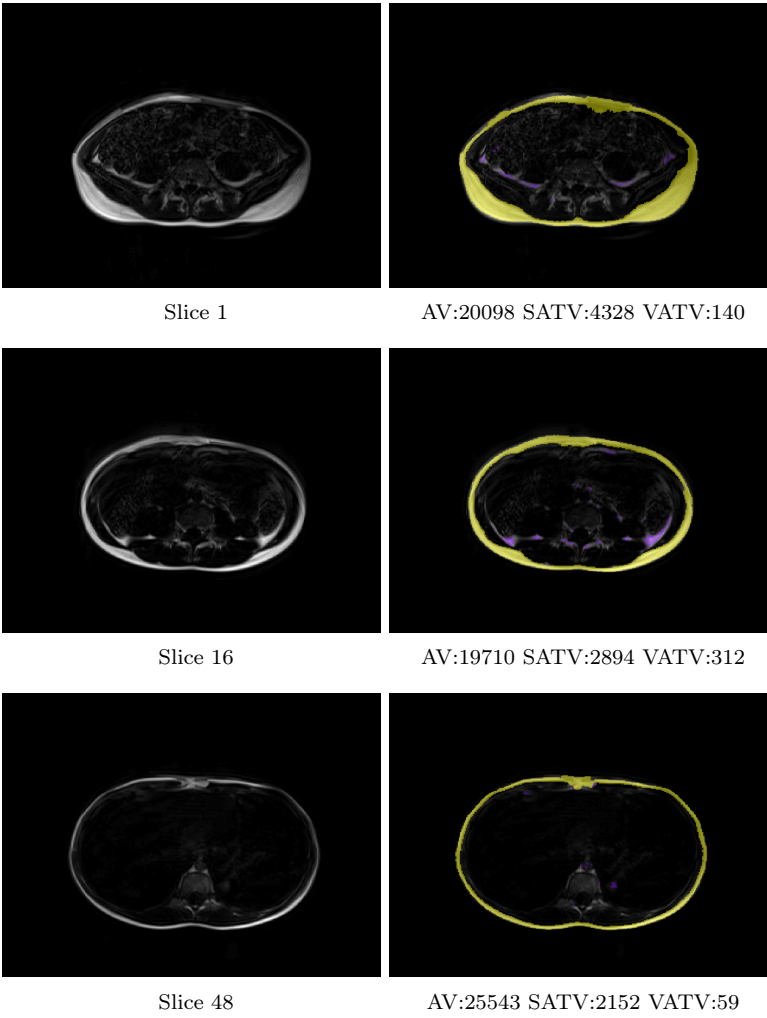 Slice 1
AV:20098 SATV:4328 VATV:140
Slice 16
AV:19710 SATV:2894 VATV:312
Slice 48
AV:25543 SATV:2152 VATV:59